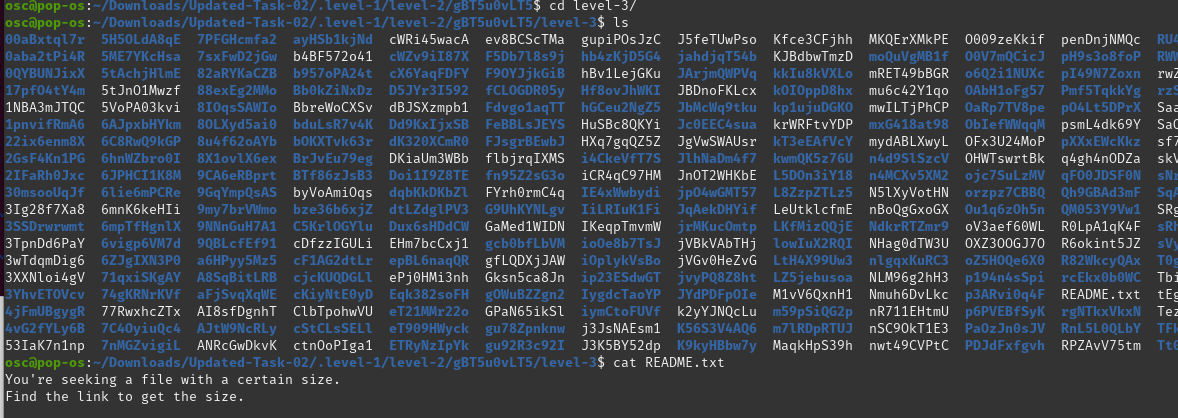 osc@pop-os:~/Downloads/Updated-Task-02/.level-1/level-2/gBT5u0vLT5$ cd level-3/
osc@pop-os:~/Downloads/Updated-Task-02/.level-1/level-2/gBT5u0vLT5/level-3$ ls
00aBxtql7r 5H5OLdA8qE 7PFGHcmfa2 ayHSb1kjNd cWRi45wacA ev8BCScTMa gupiPOsJzC J5feTUwPso Kfce3CFjhh MKQErXMkPE O009zeKkif penDnjNMQc RU4
0aba2tPi4R 5ME7YKcHsa 7sxFwD2jGw b4BF572o41 cWZv9iI87X F5Db7l8s9j hb4zKjD5G4 jahdjqT54b KJBdbwTmzD moQuVgMB1f O0V7mQCicJ pH9s3o8foP RWW
0QYBUNJixX 5tAchjHlmE 82aRYKaCZB b957oPA24t cX6YaqFDFY F9OYJjkGiB hBv1LejGKu JArjmQWPVq kkIu8kVXLo mRET49bBGR o6Q2i1NUXc pI49N7Zoxn rwZ
17pfO4tY4m 5tJnO1Mwzf 88exEg2MMo Bb0kZiNxDz D5JYr3I592 fCLOGDR05y Hf8ovJhWKI JBDnoFKLcx kOIOppD8hx mu6c42Y1qo OAbH1oFg57 Pmf5TqkkYg rzS
1NBA3mJTQC 5VoPA03kvi 8IOqsSAWIo BbreWoCXSv dBJSXzmpb1 Fdvgo1aqTT hGCeu2NgZ5 JbMcWq9tku kp1ujuDGKO mwILTjPhCP OaRp7TV8pe pO4Lt5DPrX Saa
1pnvifRmA6 6AJpxbHYkm 8OLXyd5ai0 bduLsR7v4K Dd9KxIjxSB FeBBLsJEYS HuSBc8QKYi Jc0EEC4sua krWRFtvYDP mxG418at98 ObIefWWqqM psmL4dk69Y SaC
22ix6enm8X 6C8RwQ9kGP 8u4f62oAYb bOKXTvk63r dK320XCmR0 FJsgrBEwbJ HXq7gqQZ5Z JgVwSWAUsr kT3eEAfVcY mydABLXwyL OFx3U24MoP pXXxEWcKkz sf7
2GsF4Kn1PG 6hnWZbro0I 8X1ovlX6ex BrJvEu79eg DKiaUm3WBb flbjrqIXMS i4CkeVfT7S JlhNaDm4f7 kwmQK5z76U n4d9SlSzcV OHWTswrtBk q4gh4nODZa skV
2IFaRh0Jxc 6JPHCI1K8M 9CA6eRBprt BTf86zJsB3 Doi1I9Z8TE fn95Z2sG3o iCR4qC97HM JnOT2WHKbE L5DOn3iY18 n4MCXv5XM2 ojc7SuLzMV qFO0JDSF0N sNr
30msooUqJf 6lie6mPCRe 9GqYmpQsAS byVoAmiOqs dqbKkDKbZl FYrh0rmC4q IE4xWwbydi jpO4wGMT57 L8ZzpZTLz5 N5lXyVotHN orzpz7CBBQ Qh9GBAd3mF SqA
3Ig28f7Xa8 6mnK6keHIi 9my7brVWmo bze36b6xjZ dtLZdglPV3 G9UhKYNLgv IiLRIuK1Fi JqAekDHYif LeUtklcfmE nBoQgGxoGX Ou1q6zOh5n QM053Y9Vw1 SRg
3SSDrwrwmt 6mpTfHgnlX 9NNnGuH7A1 C5KrlOGYlu Dux6sHDdCW GaMed1WIDN IKeqpTmvmW jrMKucOmtp LKfMizQQjE NdkrRTZmr9 oV3aef60WL R0LpA1qK4F sRh
3TpnDd6PAY 6vigp6VM7d 9QBLcfEf91 cDfzzIGULi EHm7bcCxj1 gcb0bfLbVM ioOe8b7TsJ jVBkVAbTHj lowIuX2RQI NHag0dTW3U OXZ3OOGJ7O R6okint5JZ sVy
3wTdqmDig6 6ZJgIXN3P0 a6HPyy5Mz5 cF1AG2dtLr epBL6naqQR gfLQDXjJAW iOplykVsBo jVGv0HeZvG LtH4X99Uw3 nlgqxKuRC3 oZ5HOQe6X0 R82WkcyQAx T0g
3XXNloi4gV 71qxiSKgAY A8SqBitLRB cjcKUQDGLl ePj0HMi3nh Gksn5ca8Jn ip23ESdwGT jvyPQ8Z8ht LZ5jebusoa NLM96g2hH3 p194n4sSpi rcEkx0b0WC Tbi
3YhvETOVcv 74gKRNrKVf aFjSvqXqWE cKiyNtE0yD Eqk382soFH gOWuBZZgn2 IygdcTaoYP JYdPDFpOIe M1vV6QxnH1 Nmuh6DvLkc p3ARvi0q4F README.txt tEg
4jFmUBgygR 77RwxhcZTx AI8sfDgnhT ClbTpohwVU eT21MMr22o GPaN65ikSl iymCtoFUVf k2yYJNQcLu m59pSiQG2p nR711EHtmU p6PVEBfSyK rgNTkxVkxN Tez
4vG2fYLy6B 7C4OyiuQc4 AJtW9NcRLy cStCLsSELl eT909HWyck gu78Zpnknw j3JsNAEsm1 K56S3V4AQ6 m7lRDpRTUJ nSC9OkT1E3 PaOzJn0sJV RnL5L0QLbY TFk
53IaK7n1np 7nMGZvigiL ANRcGwDkvK ctnOoPIga1 ETRyNzIpYk gu92R3c92I J3K5BY52dp K9kyHBbw7y MaqkHpS39h nwt49CVPtC PDJdFxfgvh RPZAvV75tm Tt0
osc@pop-os:~/Downloads/Updated-Task-02/.level-1/level-2/gBT5u0vLT5/level-3$ cat README.txt
You're seeking a file with a certain size.
Find the link to get the size.